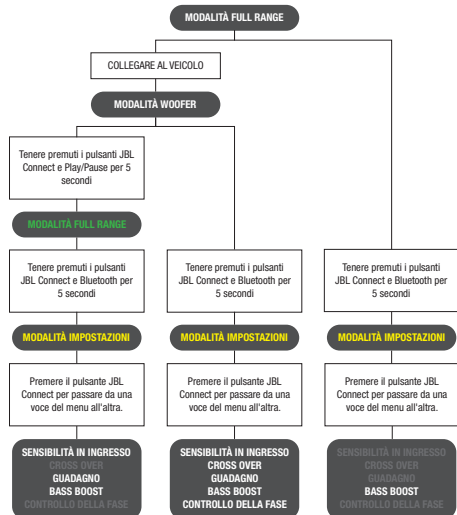 MODALITÀ FULL RANGE
COLLEGARE AL VEICOLO
MODALITÀ WOOFER
Tenere premuti i pulsanti JBL
Connect e Play/Pause per 5
secondi
MODALITÀ FULL RANGE
Tenere premuti i pulsanti
JBL Connect e Bluetooth per
5 secondi
MODALITÀ IMPOSTAZIONI
Premere il pulsante JBL
Connect per passare da una
voce del menu all'altra.
SENSIBILITÀ IN INGRESSO
CROSS OVER
GUADAGNO
BASS BOOST
CONTROLLO DELLA FASE
Tenere premuti i pulsanti
JBL Connect e Bluetooth per
5 secondi
MODALITÀ IMPOSTAZIONI
Premere il pulsante JBL
Connect per passare da una
voce del menu all'altra.
SENSIBILITÀ IN INGRESSO
CROSS OVER
GUADAGNO
BASS BOOST
CONTROLLO DELLA FASE
Tenere premuti i pulsanti
JBL Connect e Bluetooth per
5 secondi
MODALITÀ IMPOSTAZIONI
Premere il pulsante JBL
Connect per passare da una
voce del menu all'altra.
SENSIBILITÀ IN INGRESSO
CROSS OVER
GUADAGNO
BASS BOOST
CONTROLLO DELLA FASE